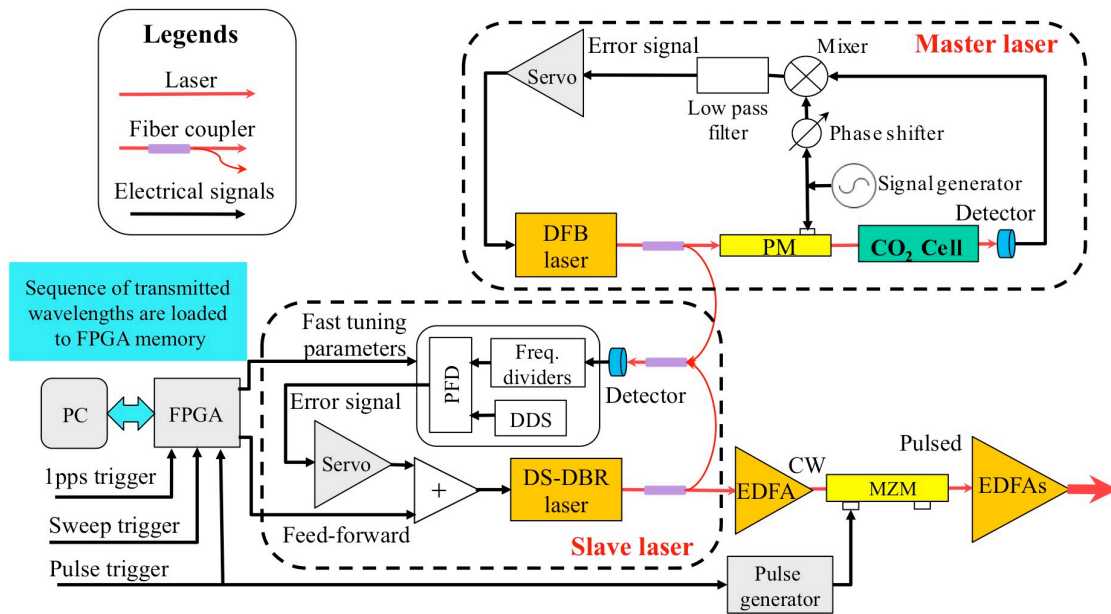 Legends
Laser
Fiber coupler
Electrical signals
Master laser
Error signal
Mixer
Servo
Low pass
filter
Phase shifter
Signal generator
Detector
DFB
laser
PM
CO₂ Cell
Sequence of transmitted
wavelengths are loaded
to FPGA memory
Fast tuning
parameters
PFD
Freq.
dividers
DDS
Detector
PC
FPGA
Error signal
Servo
+
DS-DBR
laser
Feed-forward
Slave laser
1pps trigger
Sweep trigger
Pulse trigger
EDFA
CW
MZM
Pulsed
EDFAs
Pulse
generator